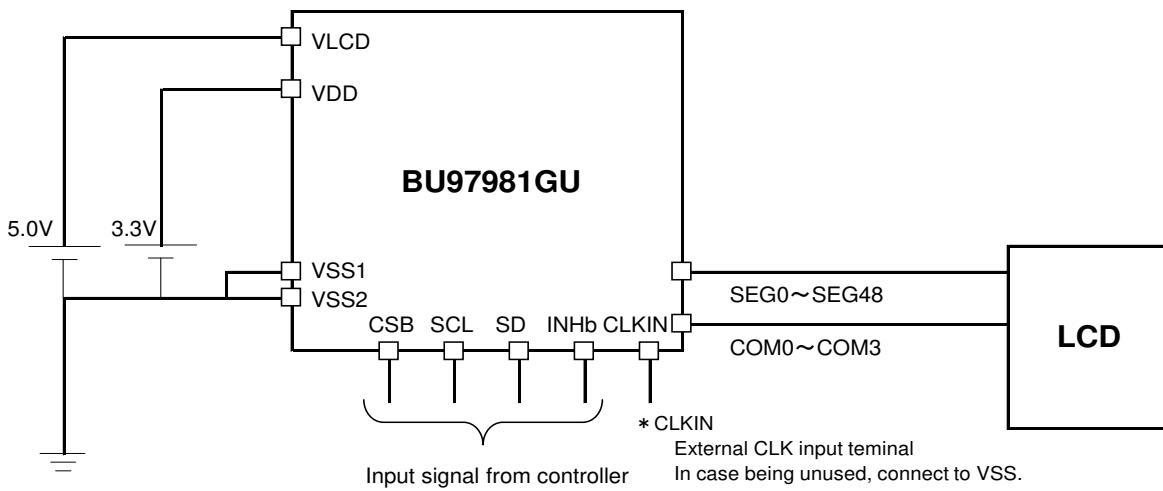 VLCD
VDD
BU97981GU
5.0V
3.3V
VSS1
VSS2
CSB
SCL
SD
INHb
CLKIN
SEG0～SEG48
COM0～COM3
LCD
＊CLKIN
External CLK input teminal
In case being unused, connect to VSS.
Input signal from controller